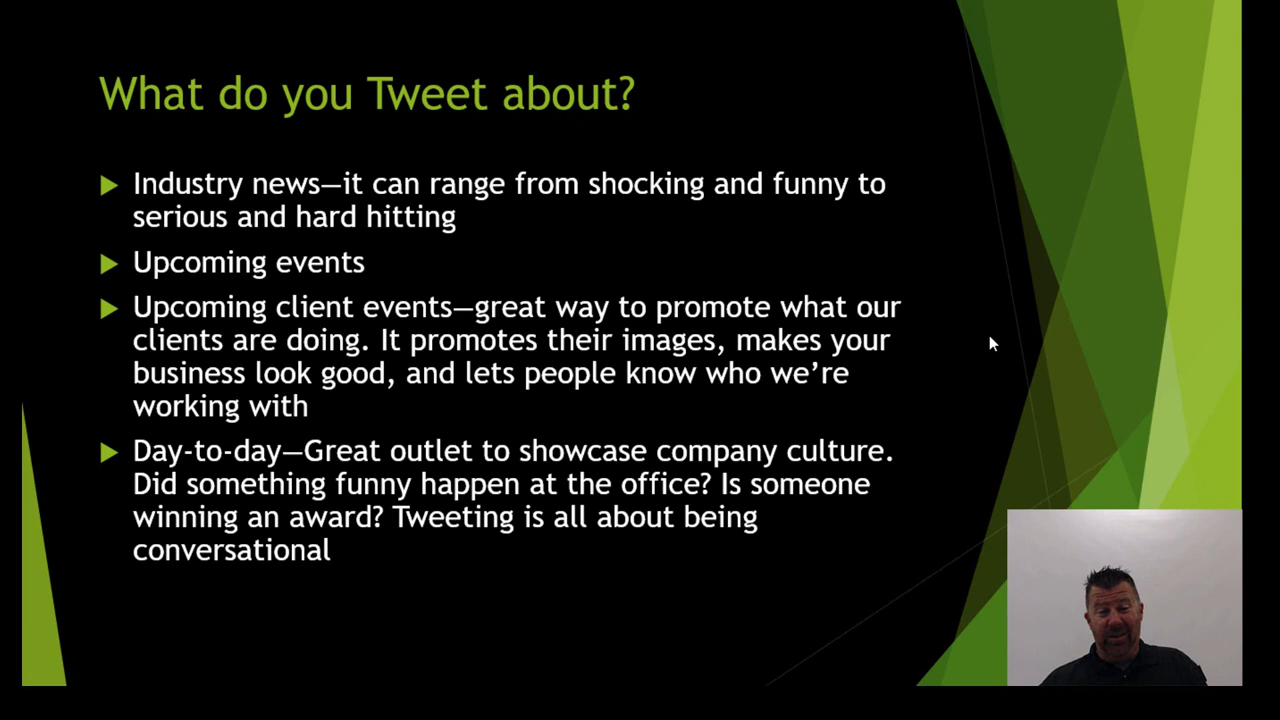 What do you Tweet about?
Industry news—it can range from shocking and funny to
serious and hard hitting
Upcoming events
Upcoming client events—great way to promote what our
clients are doing. It promotes their images, makes your
business look good, and lets people know who we’re
working with
Day-to-day—Great outlet to showcase company culture.
Did something funny happen at the office? Is someone
winning an award? Tweeting is all about being
conversational